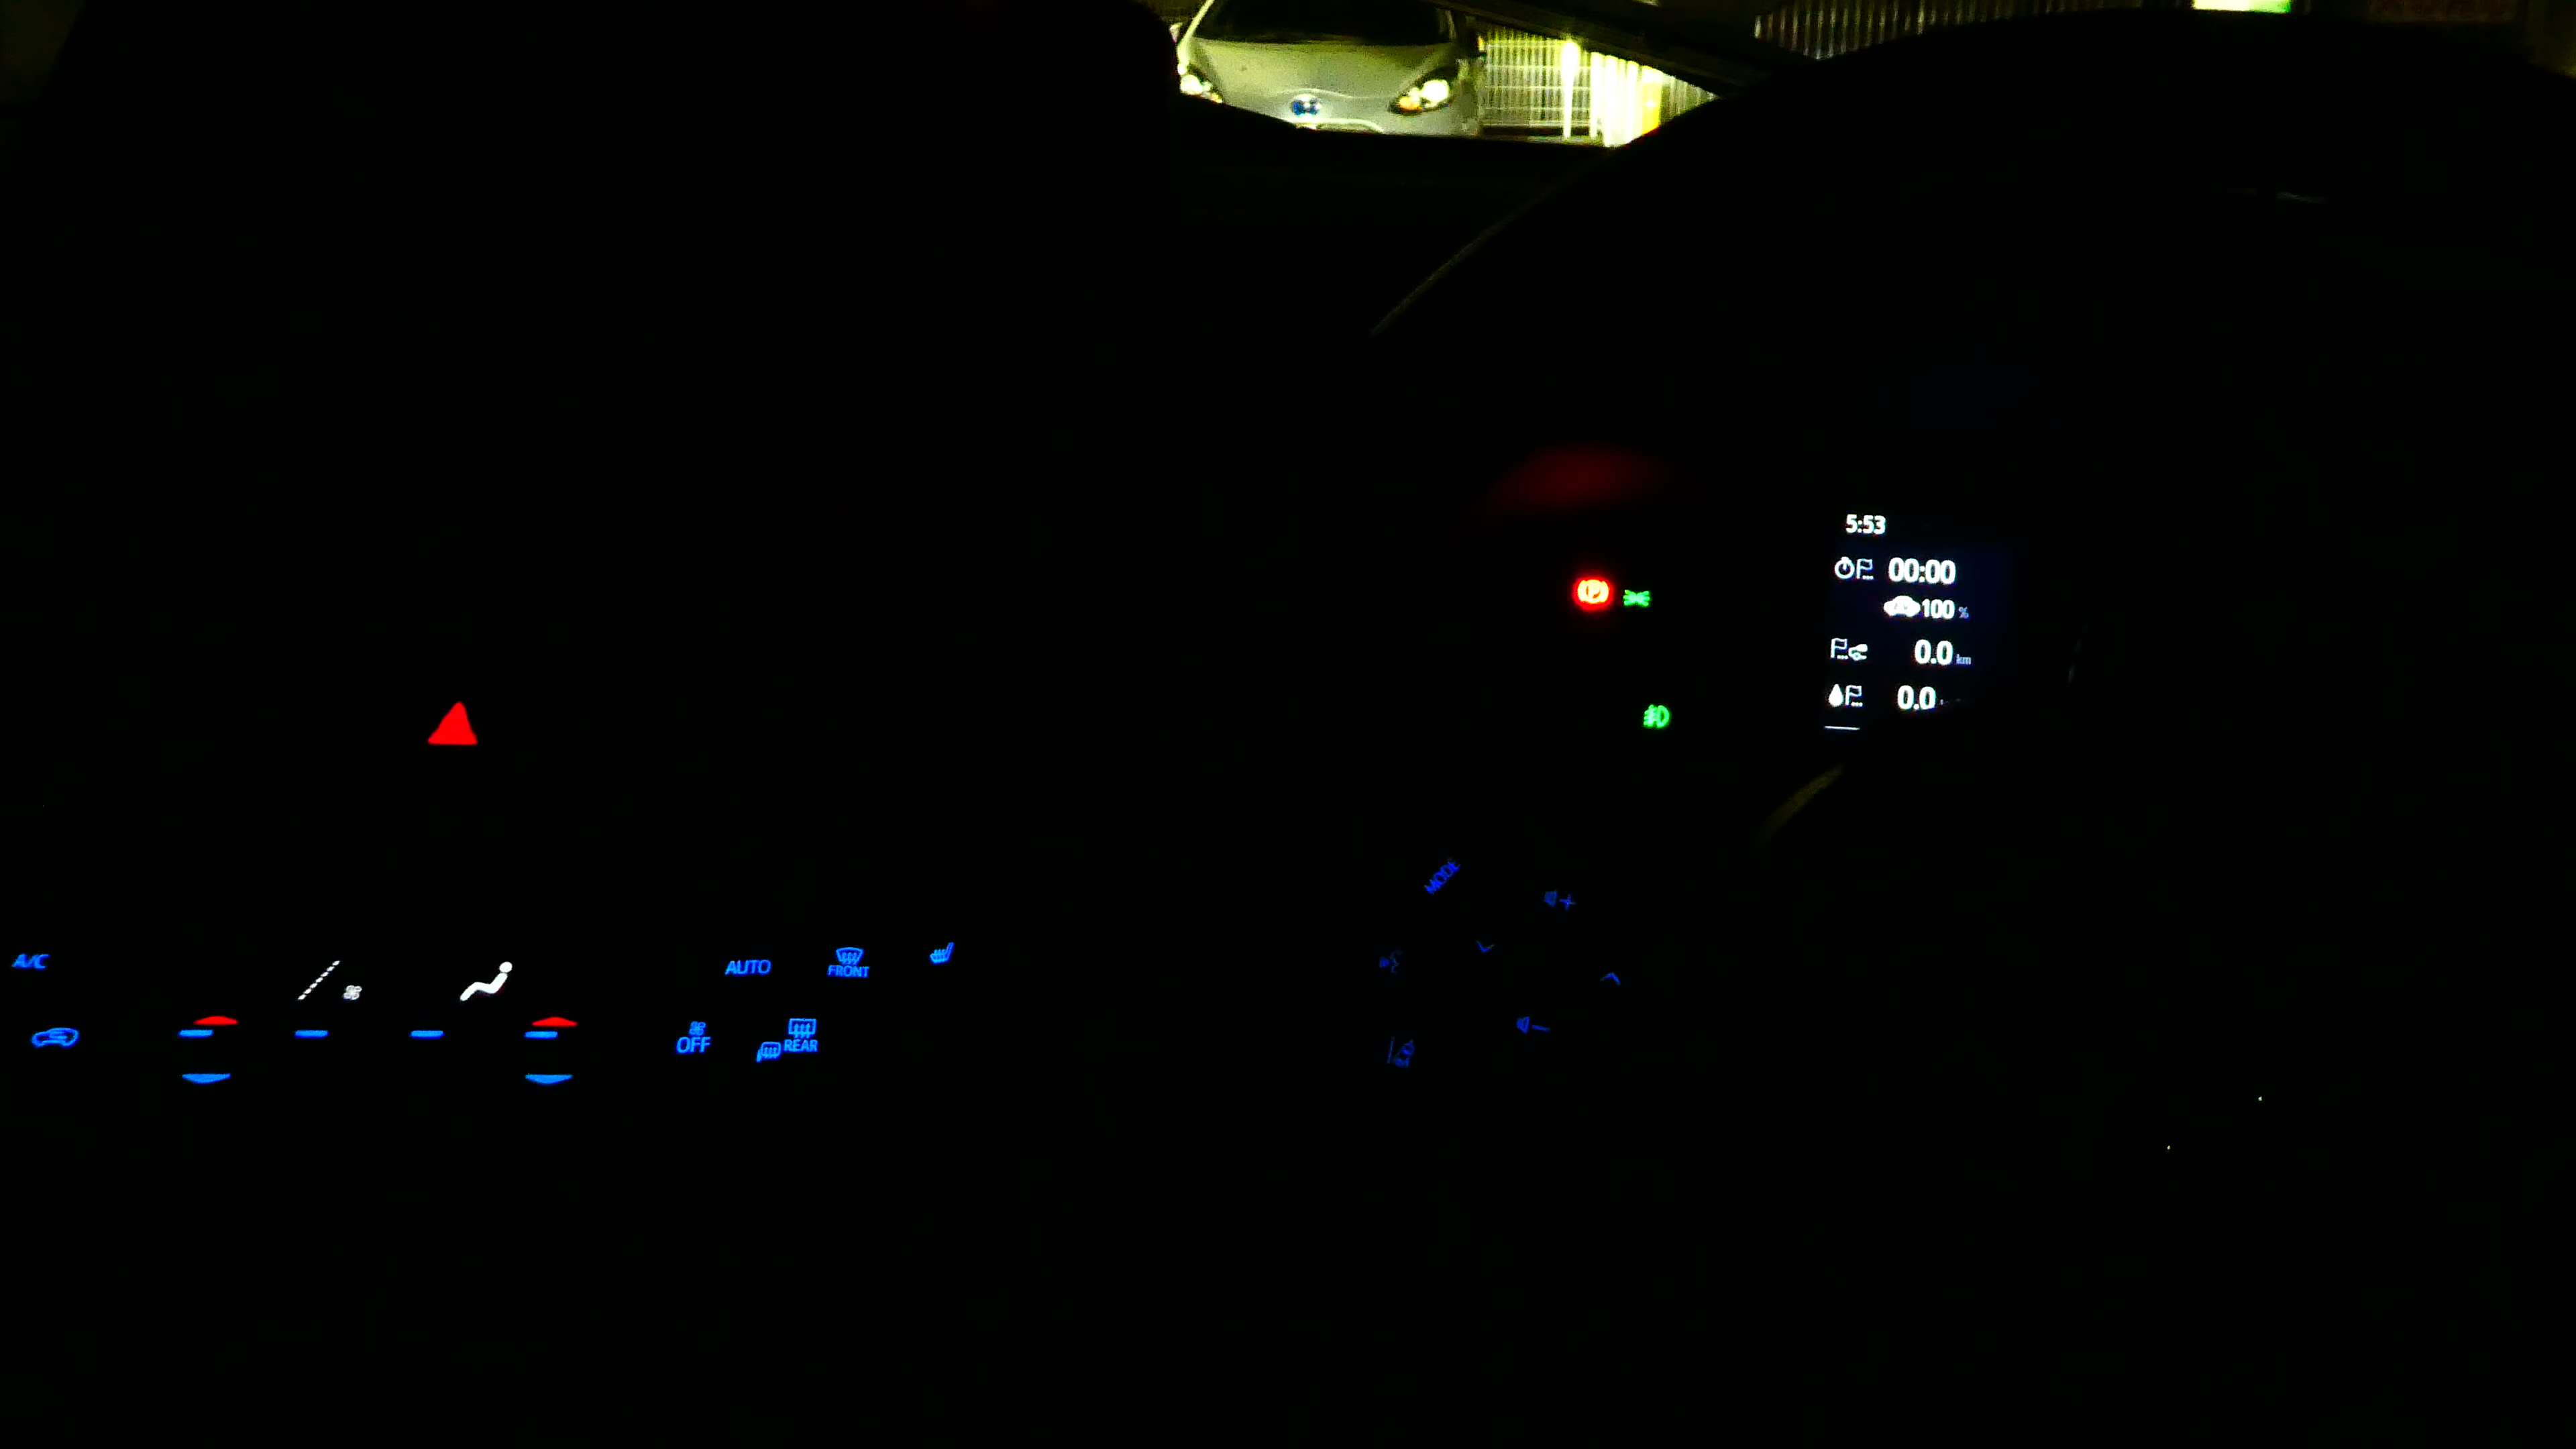 5:53
00:00
100 %
0.0 km
0.0
MODE
A/C
AUTO
FRONT
OFF
REAR